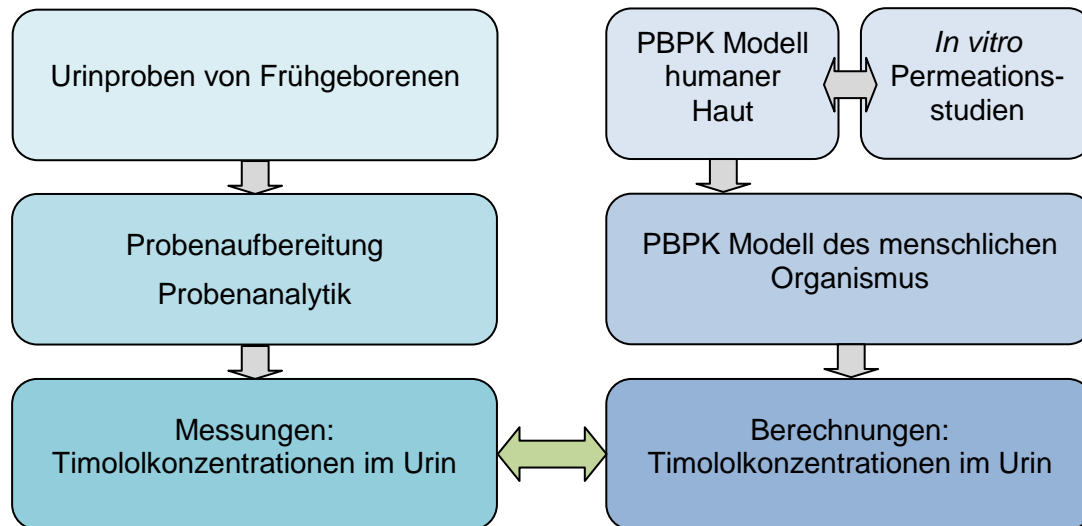 Urinproben von Frühgeborenen
PBPK Modell
humaner
Haut
In vitro
Permeations-
studien
Probenaufbereitung
Probenanalytik
PBPK Modell des menschlichen
Organismus
Messungen:
Timololkonzentrationen im Urin
Berechnungen:
Timololkonzentrationen im Urin